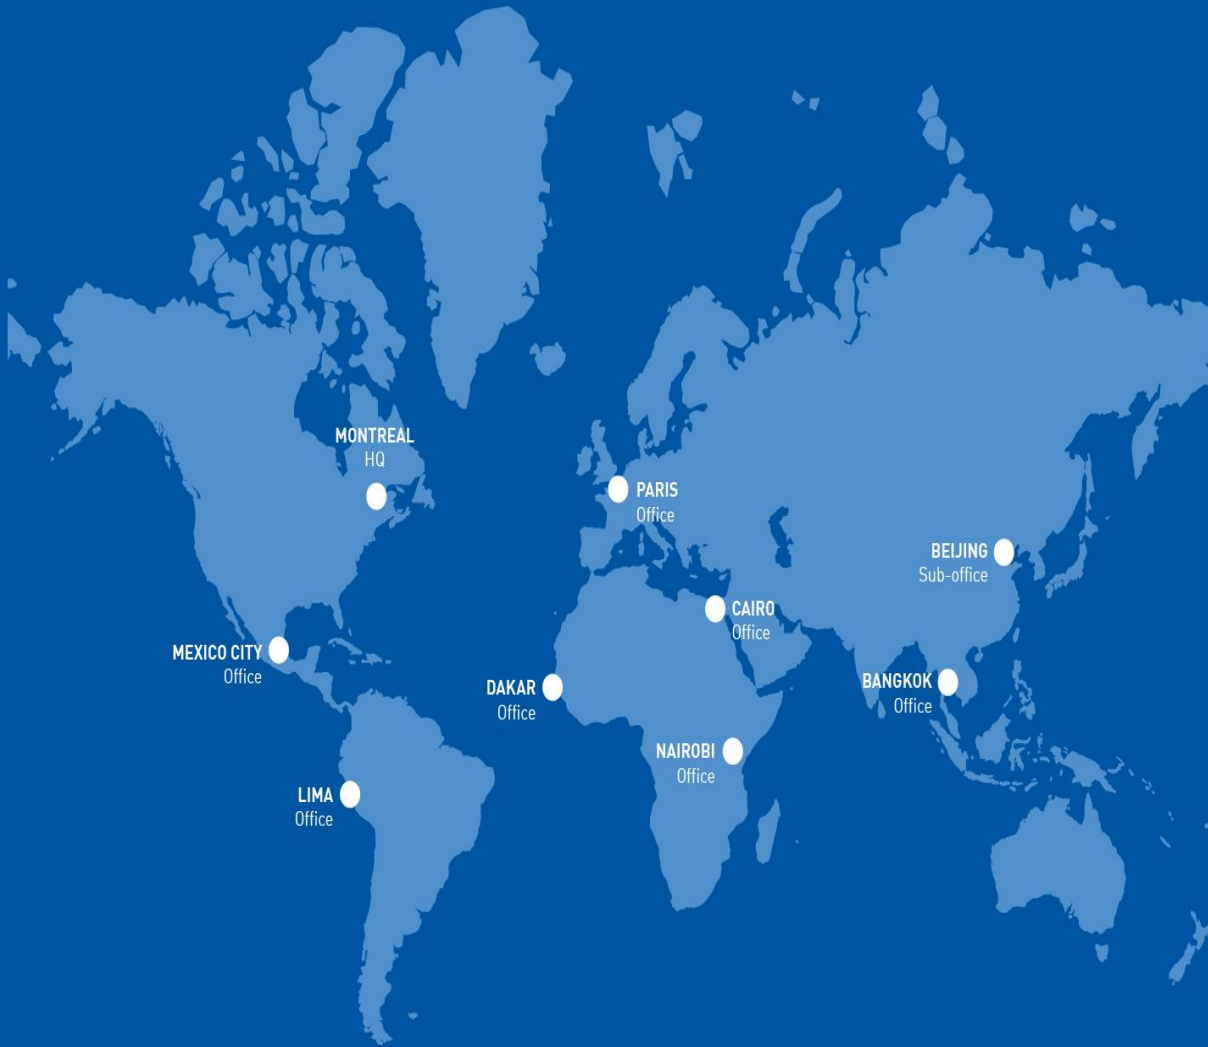 MONTREAL
HQ
PARIS
Office
BEIJING
Sub-office
CAIRO
Office
MEXICO CITY
Office
DAKAR
Office
BANGKOK
Office
NAIROBI
Office
LIMA
Office